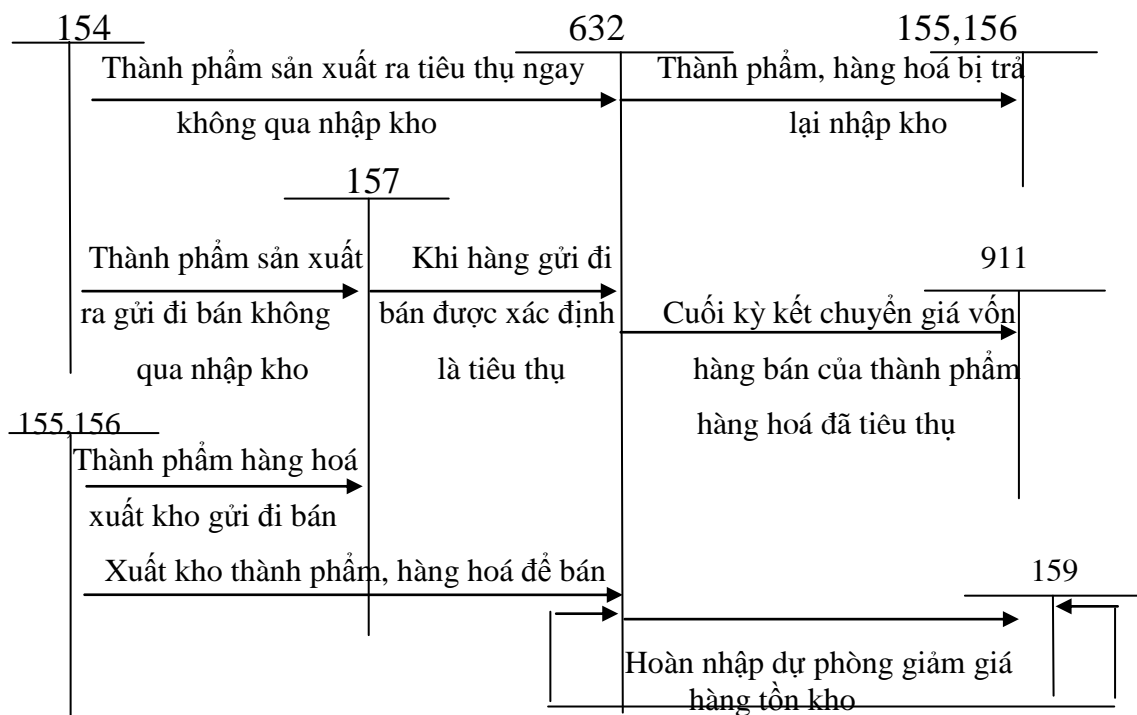 154
632
155,156
Thành phẩm sản xuất ra tiêu thụ ngay
không qua nhập kho
Thành phẩm, hàng hoá bị trả
lại nhập kho
157
Thành phẩm sản xuất
ra gửi đi bán không
qua nhập kho
Khi hàng gửi đi
bán được xác định
là tiêu thụ
911
Cuối kỳ kết chuyển giá vốn
hàng bán của thành phẩm
hàng hoá đã tiêu thụ
155,156
Thành phẩm hàng hoá
xuất kho gửi đi bán
Xuất kho thành phẩm, hàng hoá để bán
159
Hoàn nhập dự phòng giảm giá
hàng tồn kho